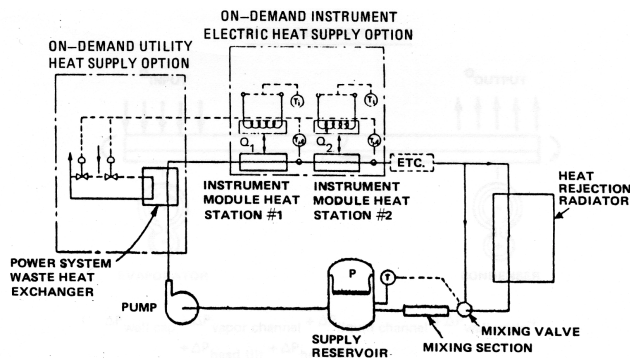 ON–DEMAND INSTRUMENT
ELECTRIC HEAT SUPPLY OPTION
ON–DEMAND UTILITY
HEAT SUPPLY OPTION
Q1
Q2
ETC.
INSTRUMENT
MODULE HEAT
STATION #1
INSTRUMENT
MODULE HEAT
STATION #2
HEAT
REJECTION
RADIATOR
POWER SYSTEM
WASTE HEAT
EXCHANGER
PUMP
P
T
SUPPLY
RESERVOIR
MIXING VALVE
MIXING SECTION